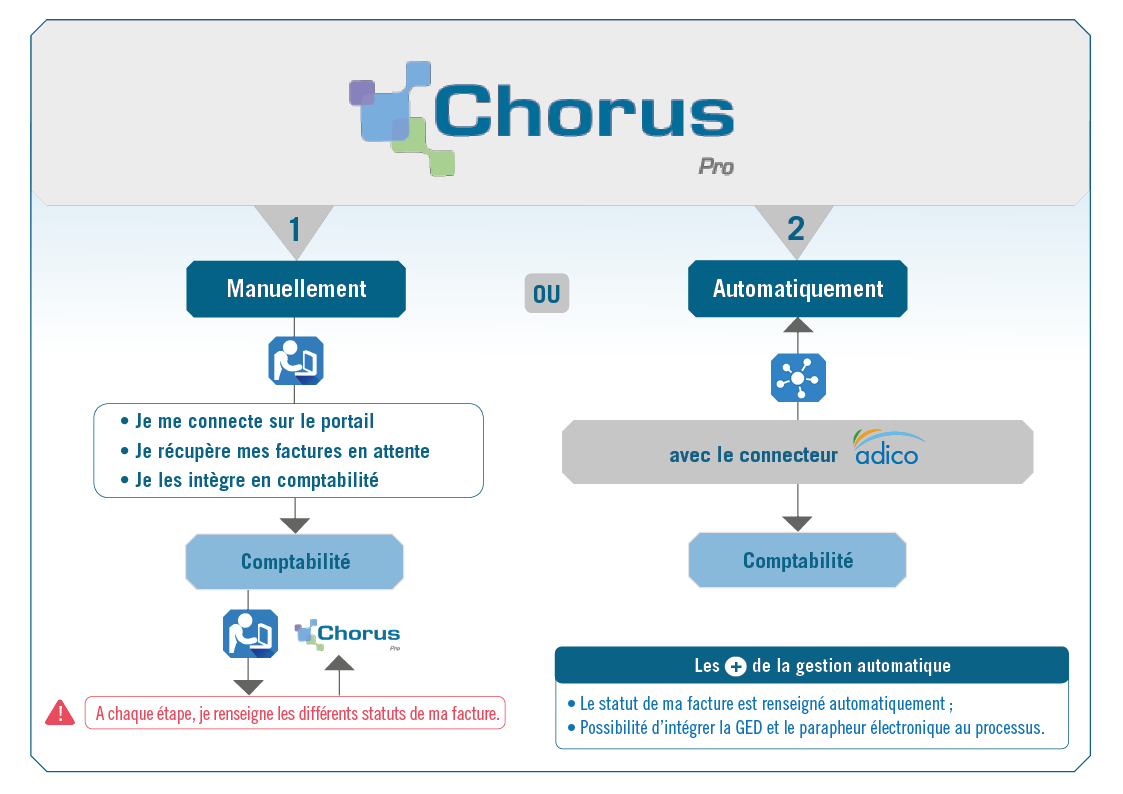 Chorus
Pro
1
Manuellement
• Je me connecte sur le portail
• Je récupère mes factures en attente
• Je les intègre en comptabilité
Comptabilité
Chorus
Pro
! A chaque étape, je renseigne les différents statuts de ma facture.
OU
2
Automatiquement
avec le connecteur adico
Comptabilité
Les + de la gestion automatique
• Le statut de ma facture est renseigné automatiquement ;
• Possibilité d'intégrer la GED et le parapheur électronique au processus.